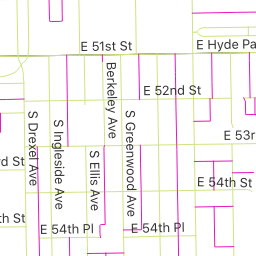 E 51st St
E Hyde Pa
Berkeley Ave
E 52nd St
S Drexel Ave
S Ingleside Ave
S Ellis Ave
S Greenwood Ave
E 53r
rd St
E 54th St
th St
E 54th Pl
E 54th Pl